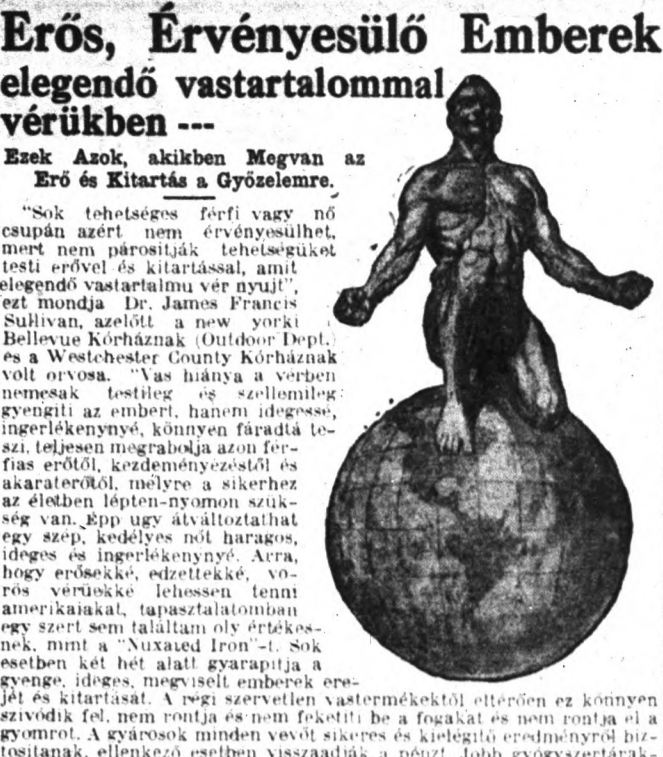 Erős, Érvényesülő Emberek
elegendő vastartalommal
vérükben ---
Ezek Azok, akikben Megvan az
Erő és Kitartás a Győzelemre.
"Sok tehetséges férfi vagy nő
csupán azért nem érvényesülhet,
mert nem párositják tehetségüket
testi erővel és kitartással, amit
elegendő vastartalmu vér nyujt",
ezt mondja Dr. James Francis
Sullivan, azelőtt a new yorki
Bellevue Kórháznak (Outdoor Dept.)
és a Westchester County Kórháznak
volt orvosa. "Vas hiánya a vérben
nemcsak testileg és szellemileg
gyengiti az embert, hanem idegessé,
ingerlékenynyé, könnyen fáradtá te-
szi, teljesen megrabolja azon fér-
fias erőtől, kezdeményezéstől és
akaraterőtől, melyre a sikerhez
az életben lépten-nyomon szük-
ség van. Épp ugy átváltoztathat
egy szép, kedélyes nőt haragos,
ideges és ingerlékenynyé. Arra,
hogy erősekké, edzettekké, vö-
rös vérüekké lehessen tenni
amerikaiakat, tapasztalatomban
egy szert sem találtam oly értékes-
nek, mint a "Nuxated Iron"-t. Sok
esetben két hét alatt gyarapitja a
gyenge, ideges, megviselt emberek ere-
jét és kitartását. A régi szervetlen vastermékektől eltérően ez könnyen
szivódik fel, nem rontja és nem feketiti be a fogakat és nem rontja el a
gyomrot. A gyárosok minden vevőt sikeres és kielégitő eredményről biz-
tositanak, ellenkező esetben visszaadják a pénzt. Jobb gyógyszertárak-